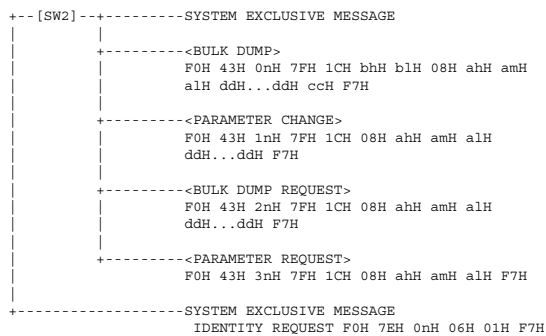 +--[SW2]--+---------SYSTEM EXCLUSIVE MESSAGE
|         |
|         +---------<BULK DUMP>
|         |         F0H 43H 0nH 7FH 1CH bhH blH 08H ahH amH
|         |         alH ddH...ddH ccH F7H
|         |
|         +---------<PARAMETER CHANGE>
|         |         F0H 43H 1nH 7FH 1CH 08H ahH amH alH
|         |         ddH...ddH F7H
|         |
|         +---------<BULK DUMP REQUEST>
|         |         F0H 43H 2nH 7FH 1CH 08H ahH amH alH
|         |         ddH...ddH F7H
|         |
|         +---------<PARAMETER REQUEST>
|                   F0H 43H 3nH 7FH 1CH 08H ahH amH alH F7H
|
+-------------------SYSTEM EXCLUSIVE MESSAGE
                     IDENTITY REQUEST F0H 7EH 0nH 06H 01H F7H